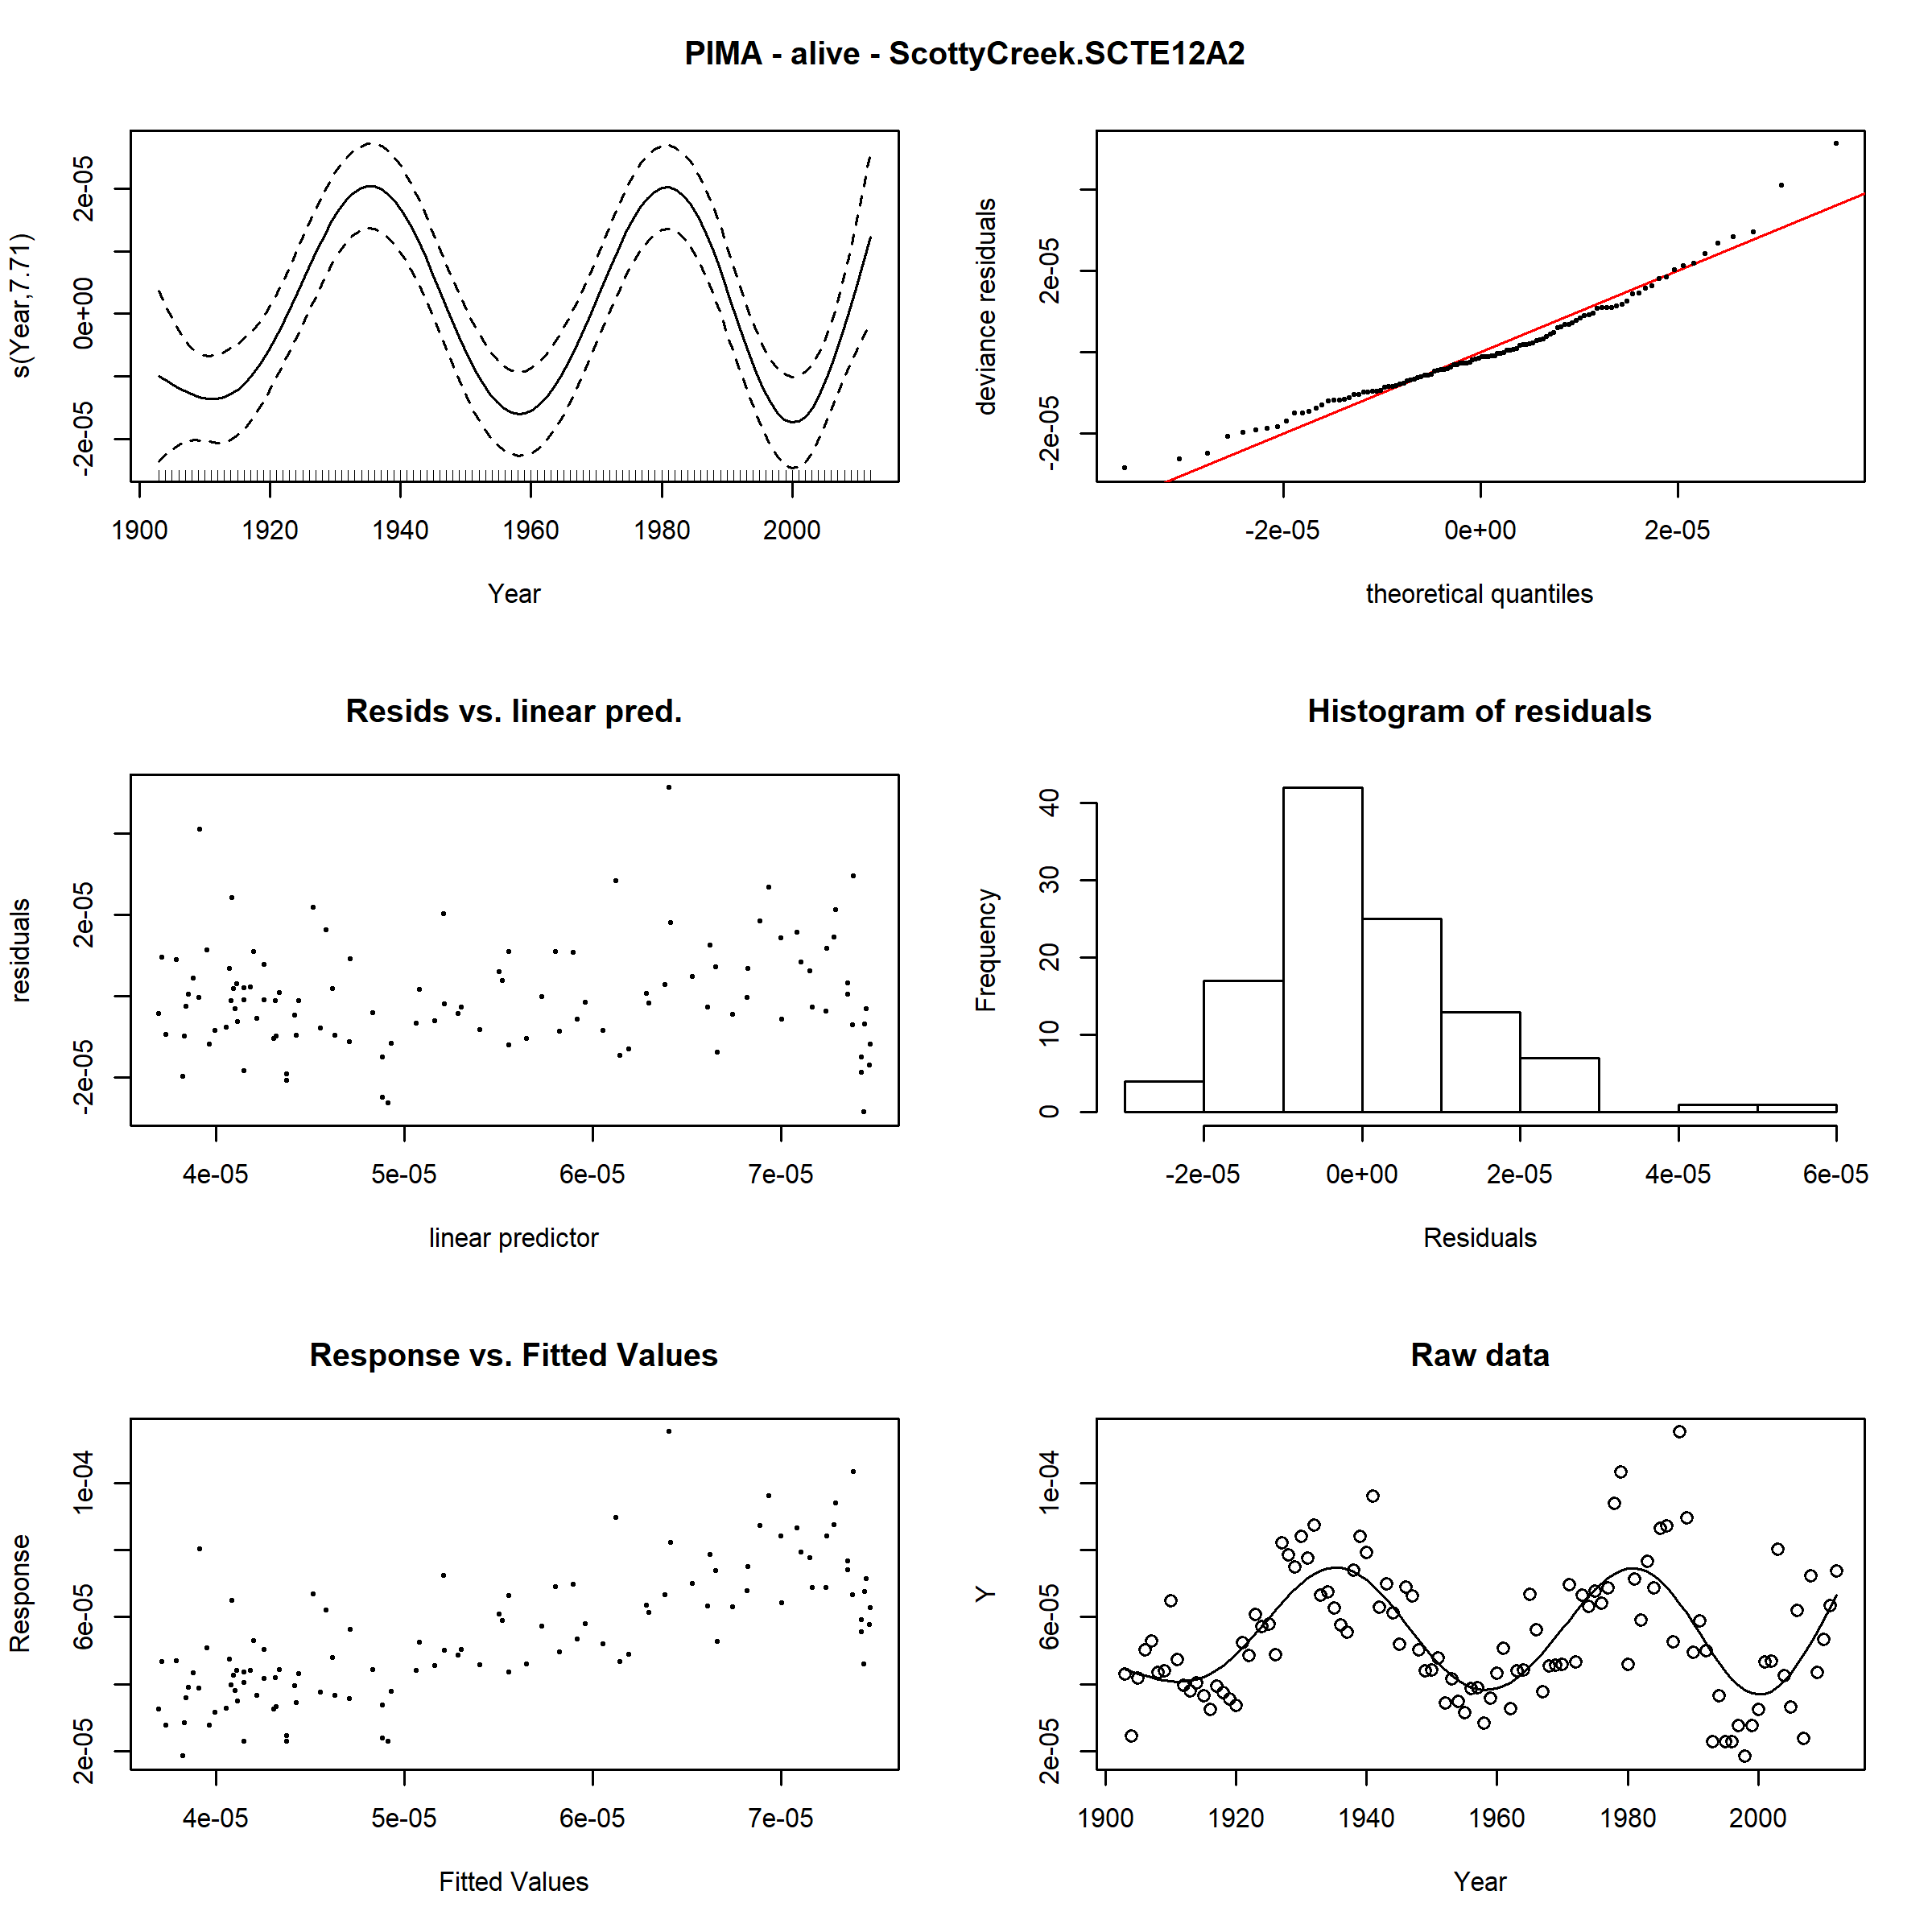 PIMA - alive - ScottyCreek.SCTE12A2
s(Year,7.71)
-2e-05 0e+00 2e-05
1900 1920 1940 1960 1980 2000
Year
deviance residuals
-2e-05 2e-05
-2e-05 0e+00 2e-05
theoretical quantiles
Resids vs. linear pred.
residuals
-2e-05 2e-05
4e-05 5e-05 6e-05 7e-05
linear predictor
Histogram of residuals
Frequency
0 10 20 30 40
-2e-05 0e+00 2e-05 4e-05 6e-05
Residuals
Response vs. Fitted Values
Response
2e-05 6e-05 1e-04
4e-05 5e-05 6e-05 7e-05
Fitted Values
Raw data
Y
2e-05 6e-05 1e-04
1900 1920 1940 1960 1980 2000
Year